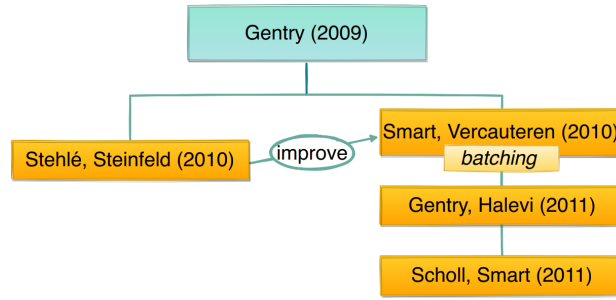 Gentry (2009)
Stehlé, Steinfeld (2010)
improve
Smart, Vercauteren (2010)
batching
Gentry, Halevi (2011)
Scholl, Smart (2011)